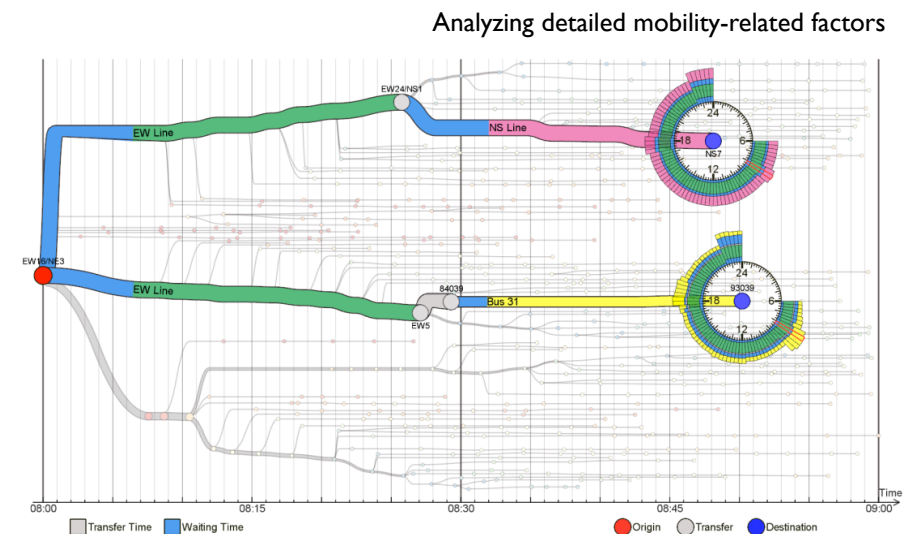 Analyzing detailed mobility-related factors
EW24/NS1
EW Line
NS Line
24
18
6
12
NS7
EW16/NE3
EW Line
84039
Bus 31
EW5
24
93039
18
6
12
Time
08:00
08:15
08:30
08:45
09:00
Transfer Time
Waiting Time
Origin
Transfer
Destination